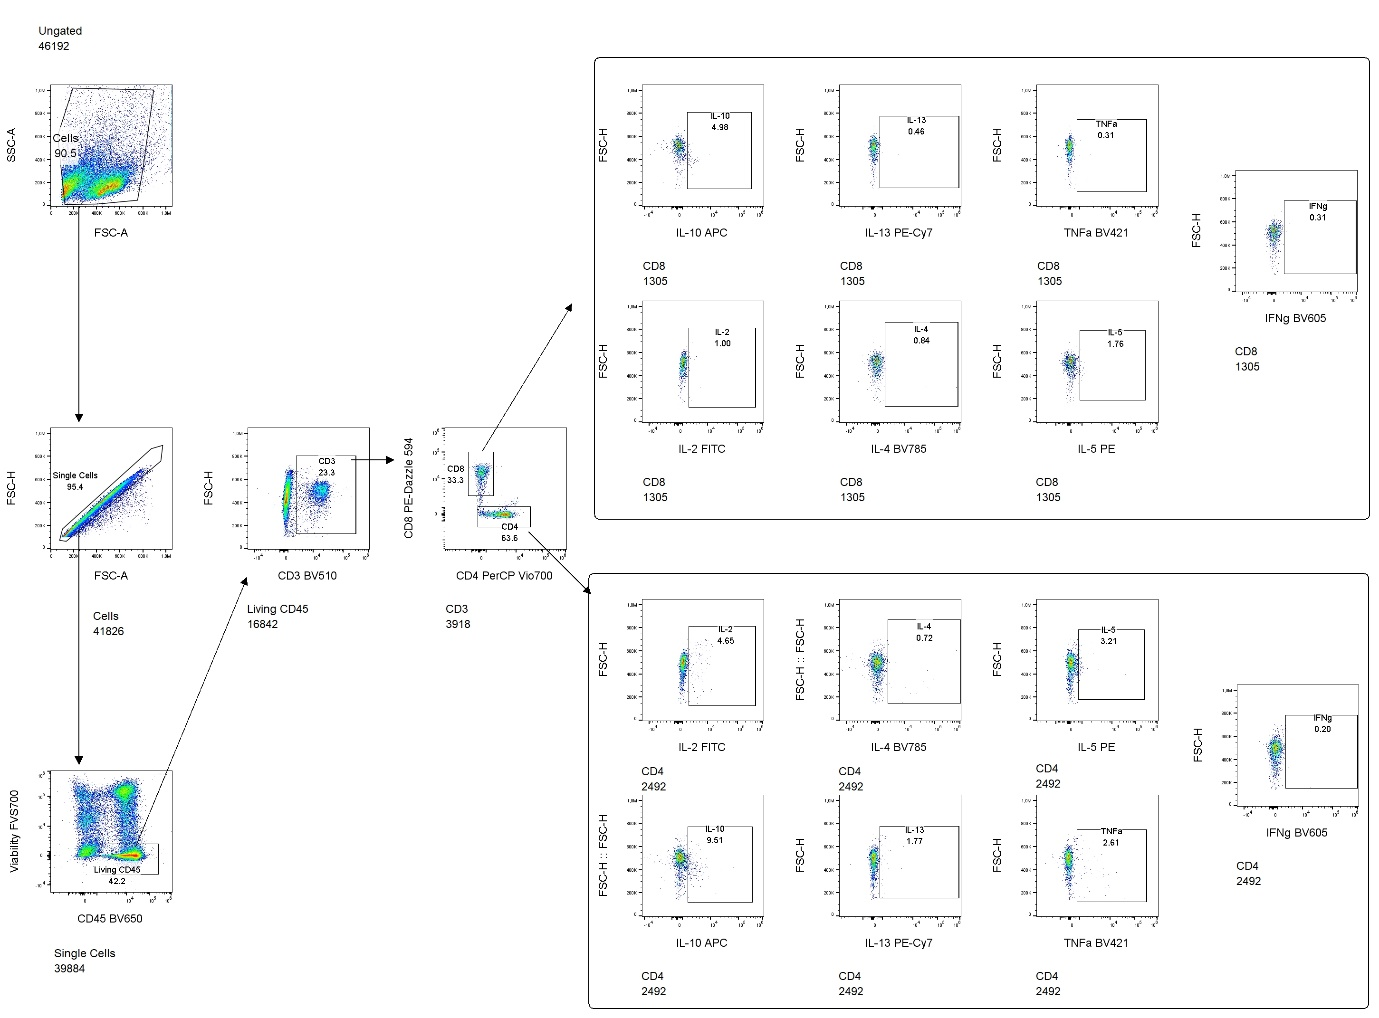 Ungated
46192
SSC-A
Cells
90.5
FSC-A
FSC-H
Single Cells
95.4
FSC-A
Cells
41826
Viability FVS700
Living CD45
42.2
CD45 BV650
Single Cells
39884
FSC-H
CD3
23.3
CD3 BV510
Living CD45
16842
CD8 PE-Dazzle 594
CD8
33.3
CD4
63.6
CD4 PerCP Vio700
CD3
3918
FSC-H
IL-10
4.98
IL-10 APC
CD8
1305
FSC-H
IL-13
0.46
IL-13 PE-Cy7
CD8
1305
FSC-H
TNFa
0.31
TNFa BV421
CD8
1305
FSC-H
IFNg
0.31
IFNg BV605
CD8
1305
FSC-H
IL-2
1.00
IL-2 FITC
CD8
1305
FSC-H
IL-4
0.84
IL-4 BV785
CD8
1305
FSC-H
IL-5
1.76
IL-5 PE
CD8
1305
FSC-H
IL-2
4.65
IL-2 FITC
CD4
2492
FSC-H :: FSC-H
IL-4
0.72
IL-4 BV785
CD4
2492
FSC-H
IL-5
3.21
IL-5 PE
CD4
2492
FSC-H
IFNg
0.20
IFNg BV605
CD4
2492
FSC-H :: FSC-H
IL-10
9.51
IL-10 APC
CD4
2492
FSC-H
IL-13
1.77
IL-13 PE-Cy7
CD4
2492
FSC-H
TNFa
2.61
TNFa BV421
CD4
2492